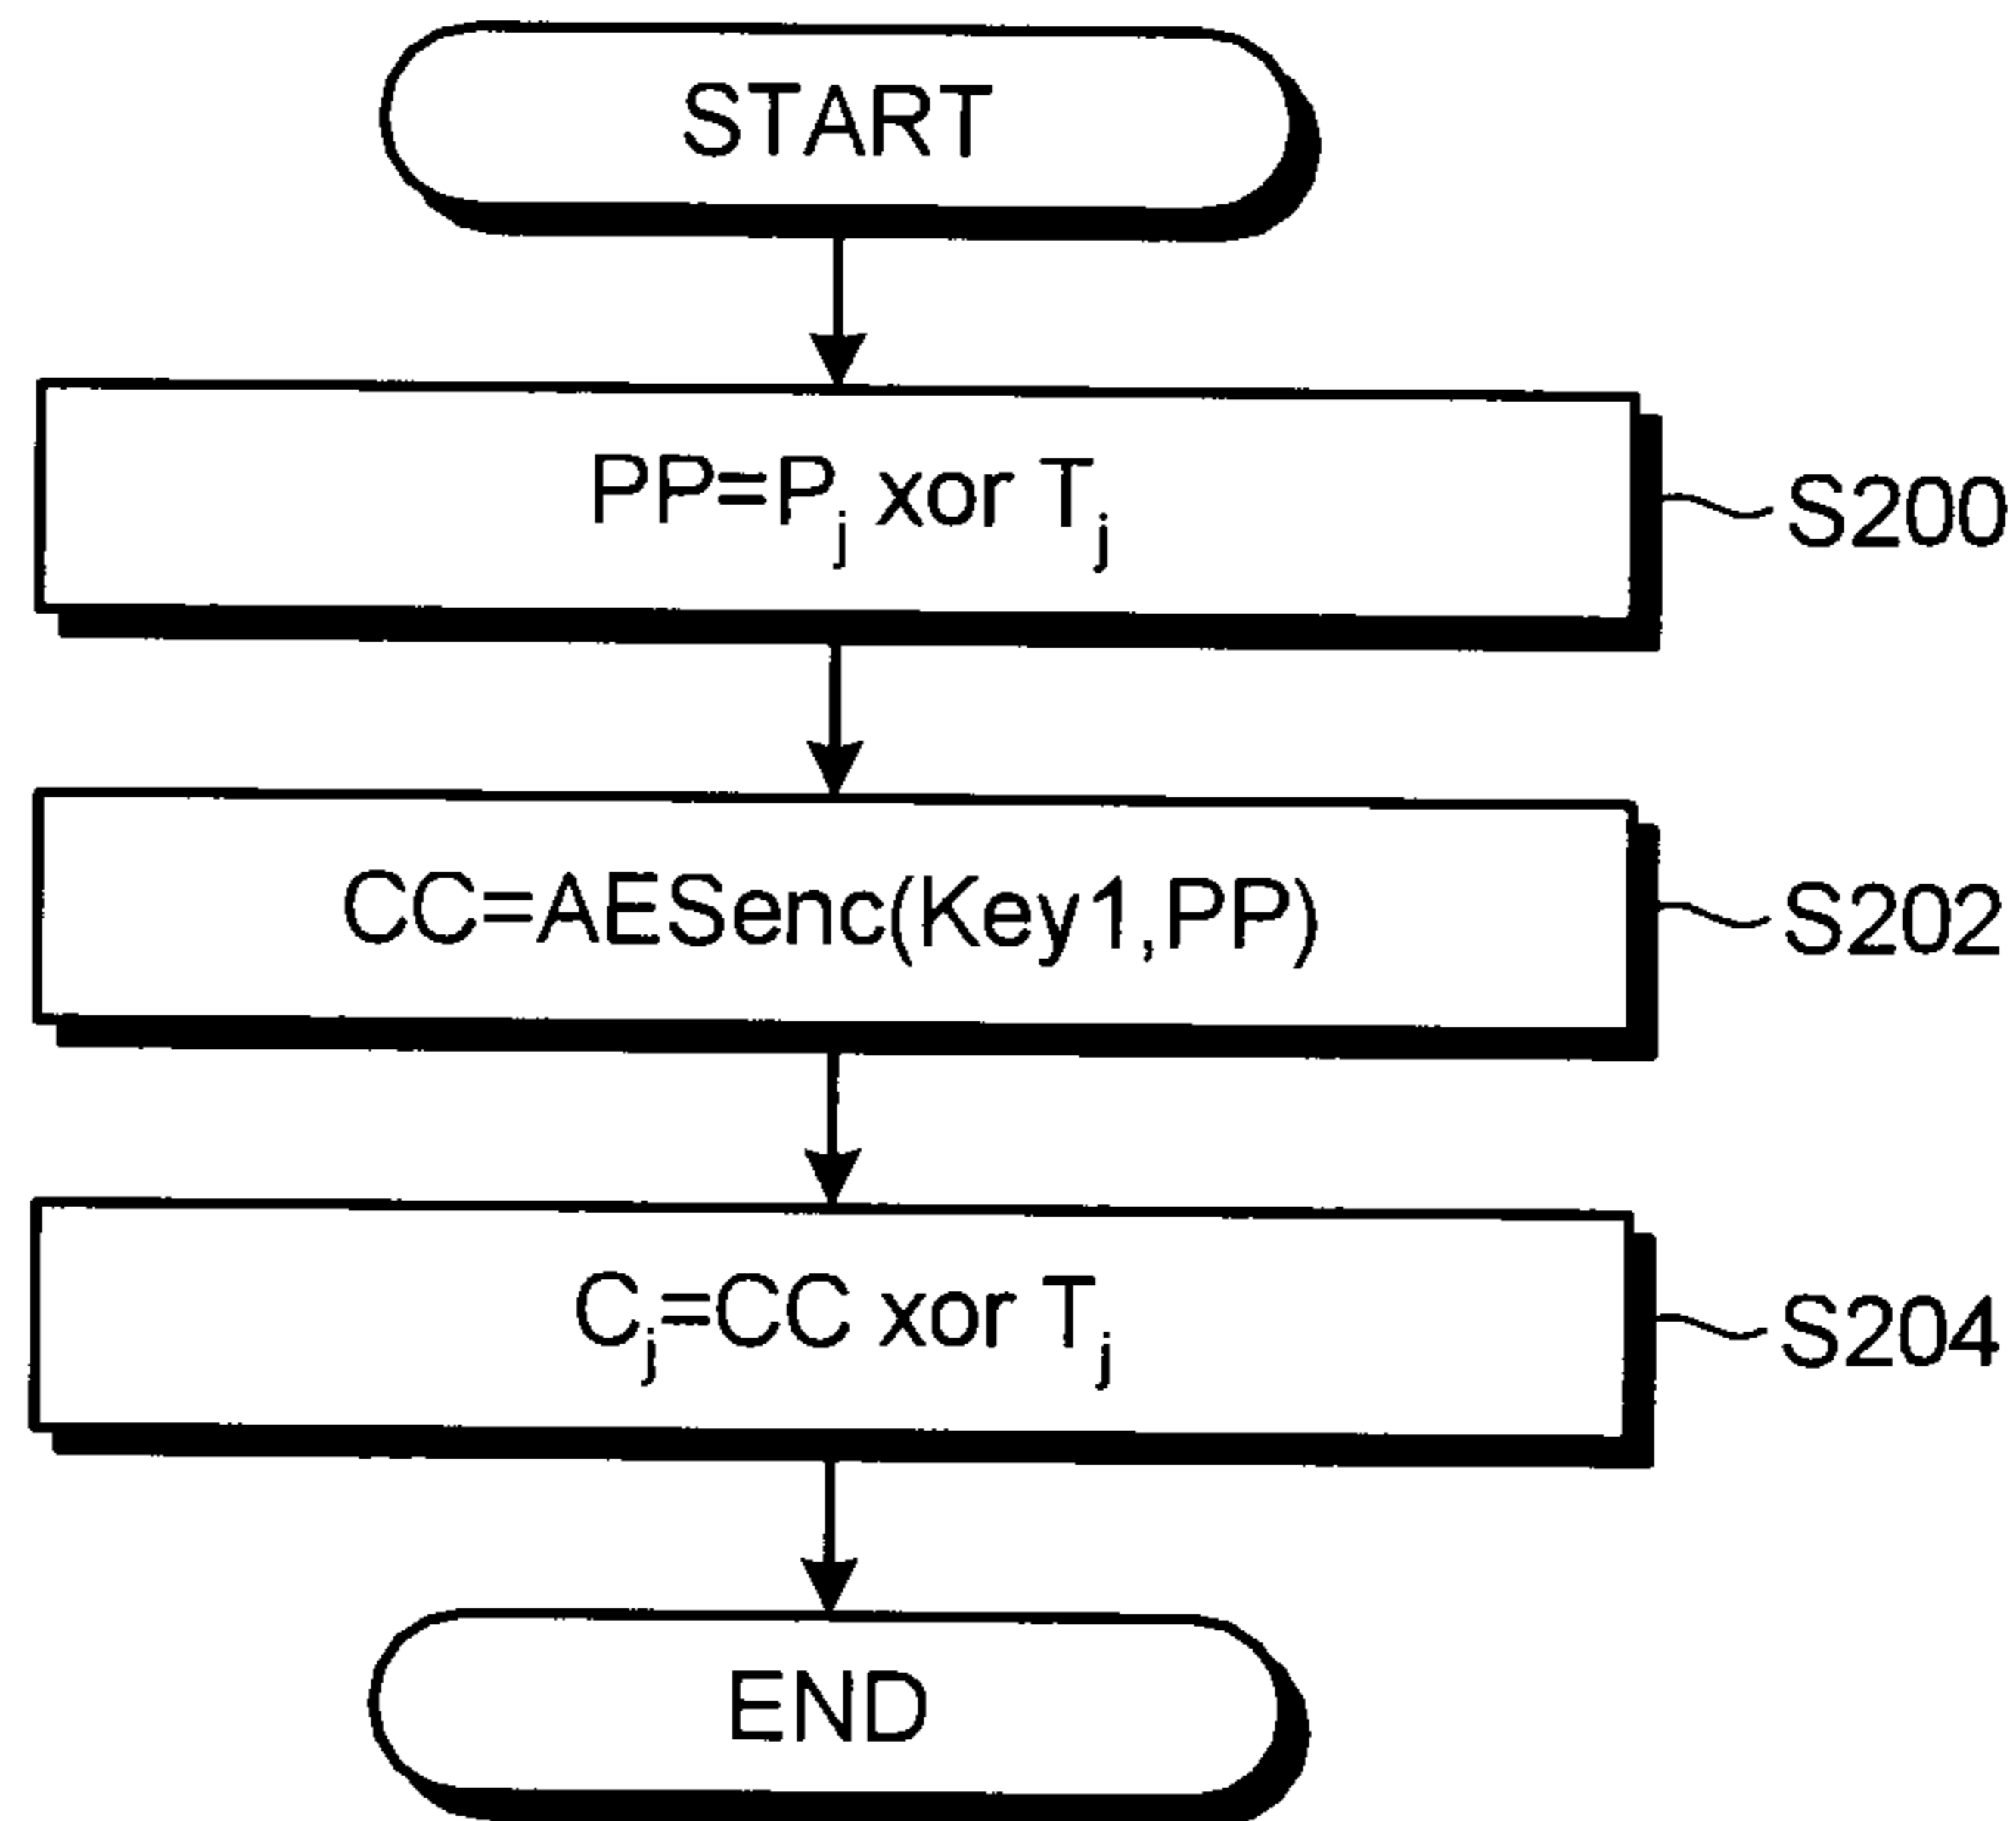 START
PP=Pj xor Tj
S200
CC=AESenc(Key1,PP)
S202
Cj=CC xor Tj
S204
END